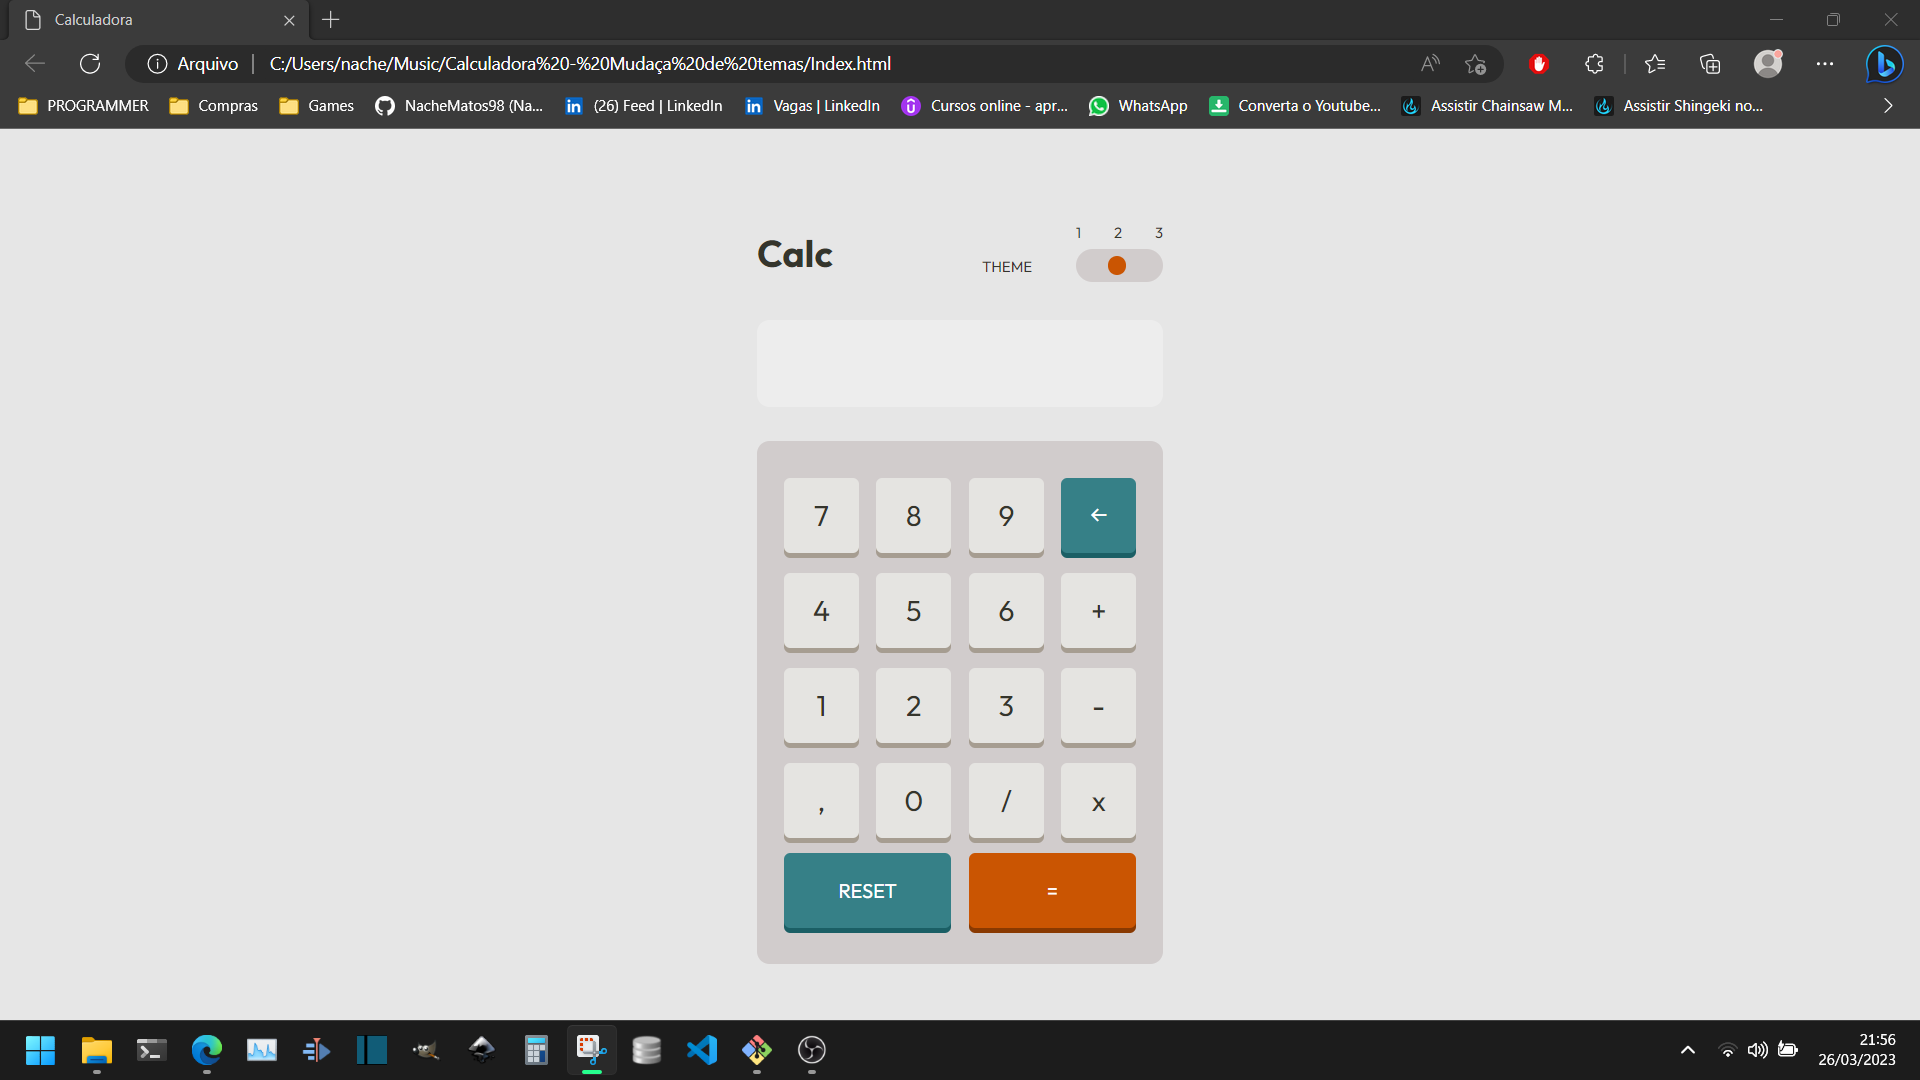 Calculadora
Arquivo C:/Users/nache/Music/Calculadora%20-%20Mudaça%20de%20temas/Index.html
PROGRAMMER Compras Games NacheMatos98 (Na... (26) Feed | LinkedIn Vagas | LinkedIn Cursos online - apr... WhatsApp Converta o Youtube... Assistir Chainsaw M... Assistir Shingeki no...
1 2 3
Calc
THEME
7 8 9 ←
4 5 6 +
1 2 3 -
, 0 / x
RESET =
21:56
26/03/2023